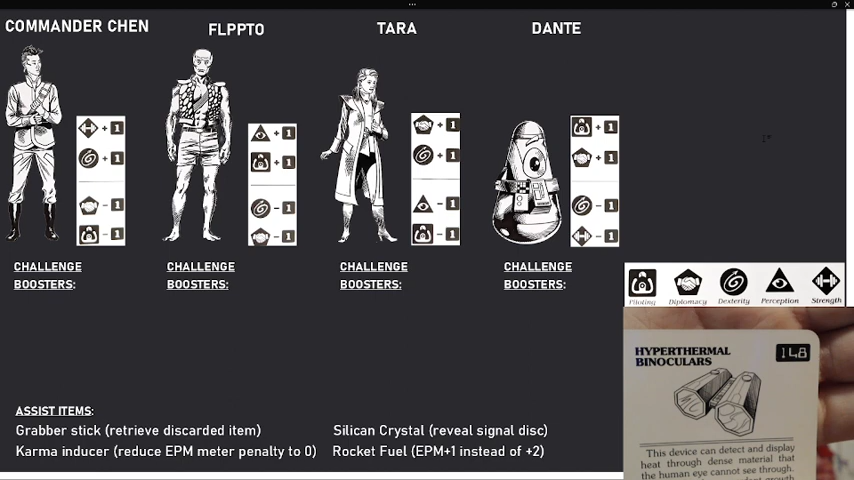 COMMANDER CHEN
FLPPTO
TARA
DANTE
+ 1
+ 1
- 1
- 1
+ 1
+ 1
- 1
- 1
+ 1
+ 1
- 1
- 1
+ 1
+ 1
- 1
- 1
CHALLENGE
BOOSTERS:
CHALLENGE
BOOSTERS:
CHALLENGE
BOOSTERS:
CHALLENGE
BOOSTERS:
Piloting Diplomacy Dexterity Perception Strength
HYPERTHERMAL
BINOCULARS
148
This device can detect and display
heat through dense material that
the human eye cannot see through.
ASSIST ITEMS:
Grabber stick (retrieve discarded item)
Karma inducer (reduce EPM meter penalty to 0)
Silican Crystal (reveal signal disc)
Rocket Fuel (EPM+1 instead of +2)